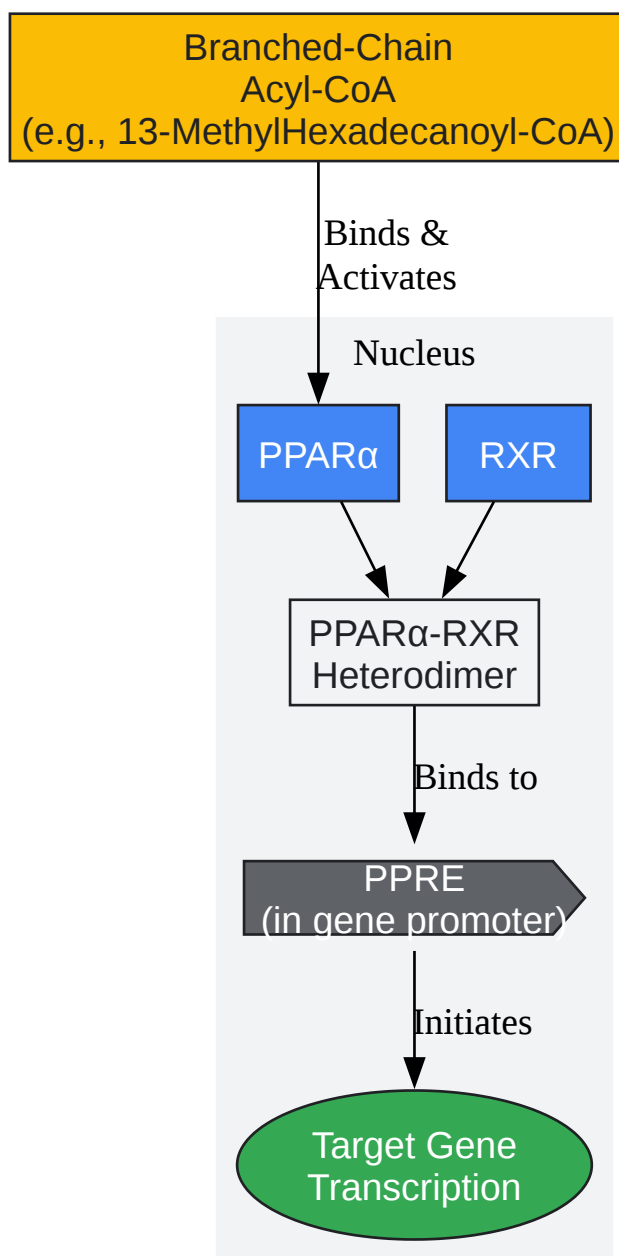 Branched-Chain
Acyl-CoA
(e.g., 13-MethylHexadecanoyl-CoA)
Binds &
Activates
Nucleus
PPARα
RXR
PPARα-RXR
Heterodimer
Binds to
PPRE
(in gene promoter)
Initiates
Target Gene
Transcription